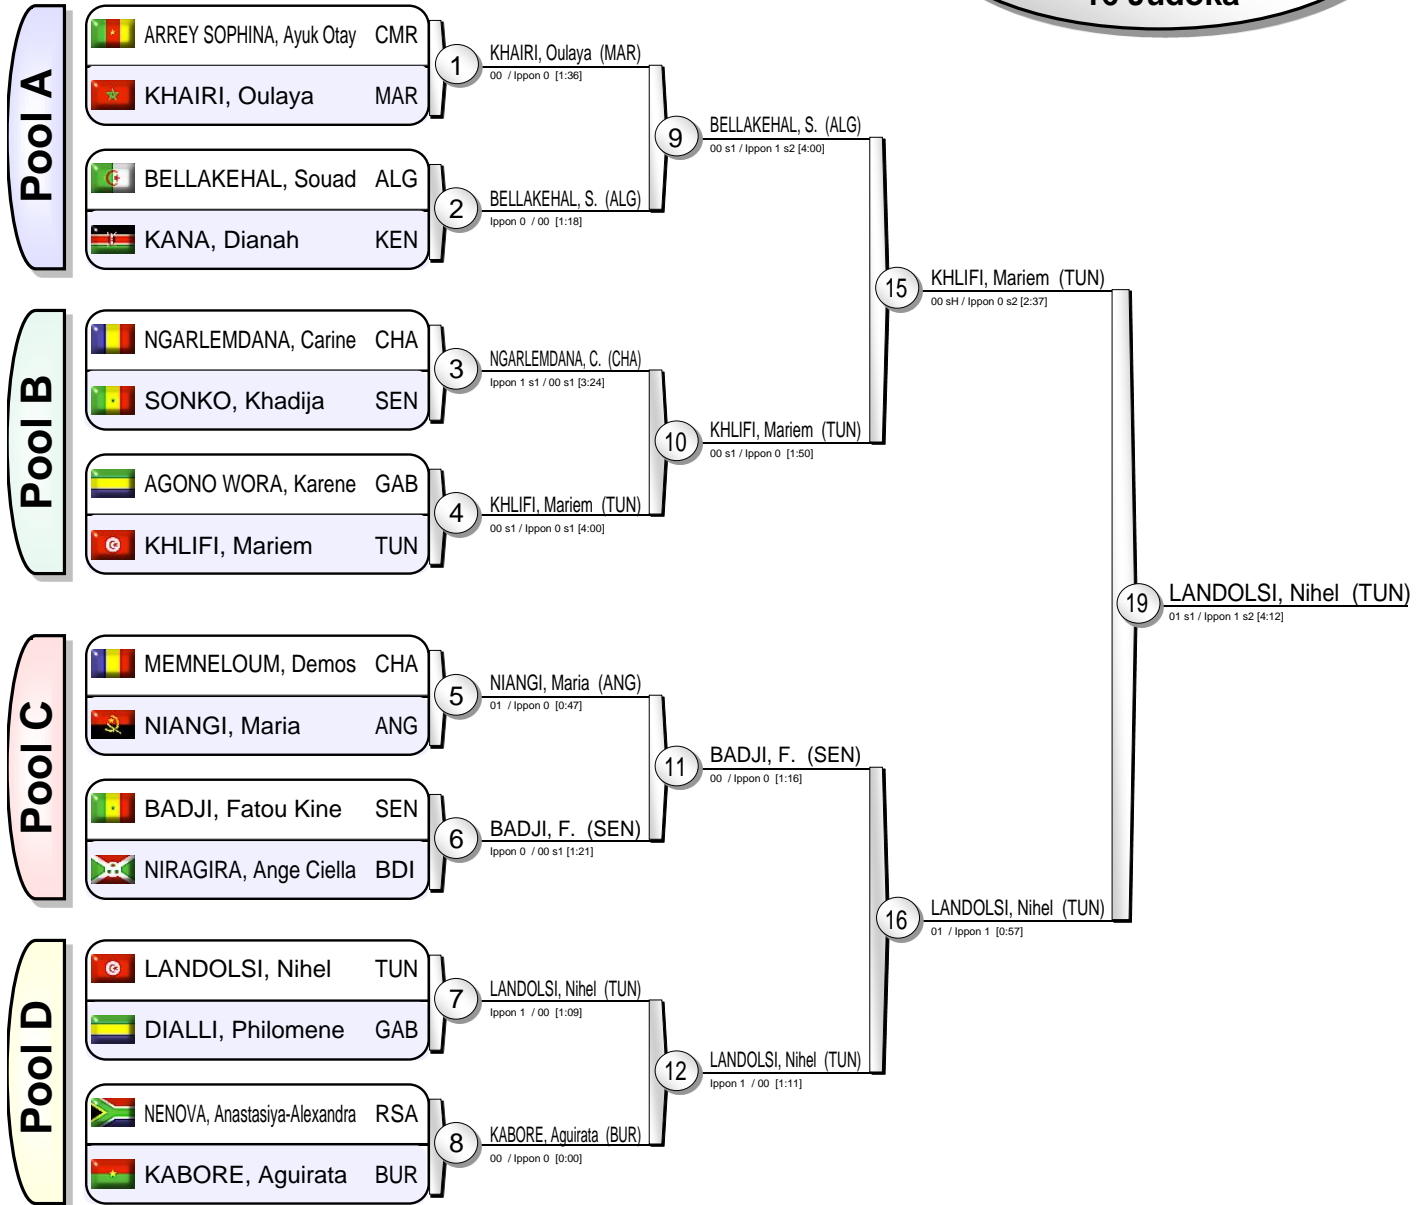 16 Judoka
Pool A
ARREY SOPHINA, Ayuk Otay CMR
KHAIRI, Oulaya MAR
1
KHAIRI, Oulaya (MAR)
00 / Ippon 0 [1:36]
BELLAKEHAL, Souad ALG
KANA, Dianah KEN
2
BELLAKEHAL, S. (ALG)
Ippon 0 / 00 [1:18]
9
BELLAKEHAL, S. (ALG)
00 s1 / Ippon 1 s2 [4:00]
Pool B
NGARLEMDANA, Carine CHA
SONKO, Khadija SEN
3
NGARLEMDANA, C. (CHA)
Ippon 1 s1 / 00 s1 [3:24]
AGONO WORA, Karene GAB
KHLIFI, Mariem TUN
4
KHLIFI, Mariem (TUN)
00 s1 / Ippon 0 s1 [4:00]
10
KHLIFI, Mariem (TUN)
00 s1 / Ippon 0 [1:50]
15
KHLIFI, Mariem (TUN)
00 sH / Ippon 0 s2 [2:37]
Pool C
MEMNELOUM, Demos CHA
NIANGI, Maria ANG
5
NIANGI, Maria (ANG)
01 / Ippon 0 [0:47]
BADJI, Fatou Kine SEN
NIRAGIRA, Ange Ciella BDI
6
BADJI, F. (SEN)
Ippon 0 / 00 s1 [1:21]
11
BADJI, F. (SEN)
00 / Ippon 0 [1:16]
Pool D
LANDOLSI, Nihel TUN
DIALLI, Philomene GAB
7
LANDOLSI, Nihel (TUN)
Ippon 1 / 00 [1:09]
NENOVA, Anastasiya-Alexandra RSA
KABORE, Aguirata BUR
8
KABORE, Aguirata (BUR)
00 / Ippon 0 [0:00]
12
LANDOLSI, Nihel (TUN)
Ippon 1 / 00 [1:11]
16
LANDOLSI, Nihel (TUN)
01 / Ippon 1 [0:57]
19
LANDOLSI, Nihel (TUN)
01 s1 / Ippon 1 s2 [4:12]